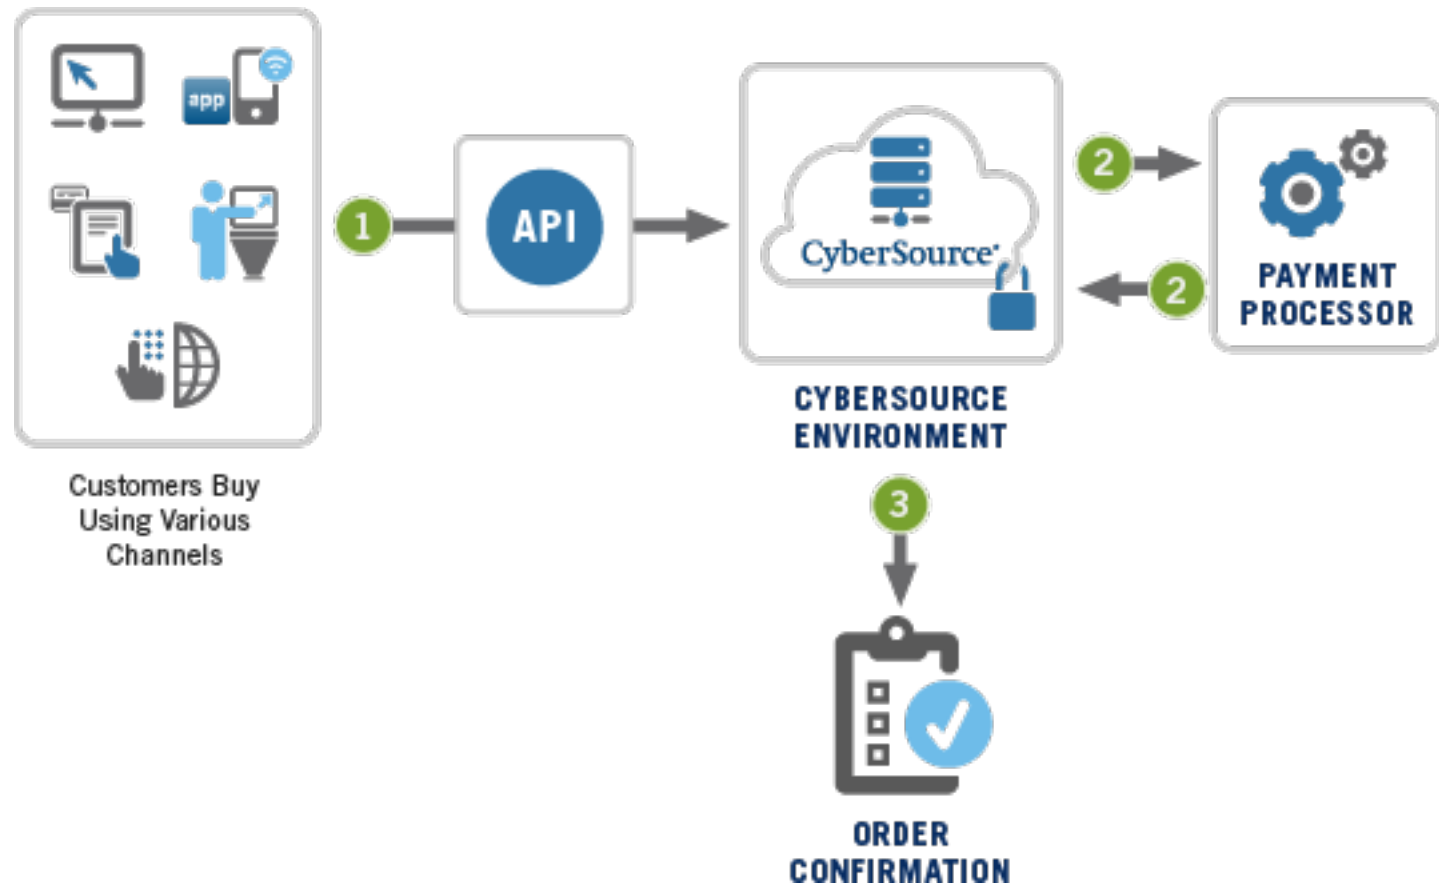 app
1
API
CyberSource
2
2
PAYMENT
PROCESSOR
CYBERSOURCE
ENVIRONMENT
Customers Buy
Using Various
Channels
3
ORDER
CONFIRMATION